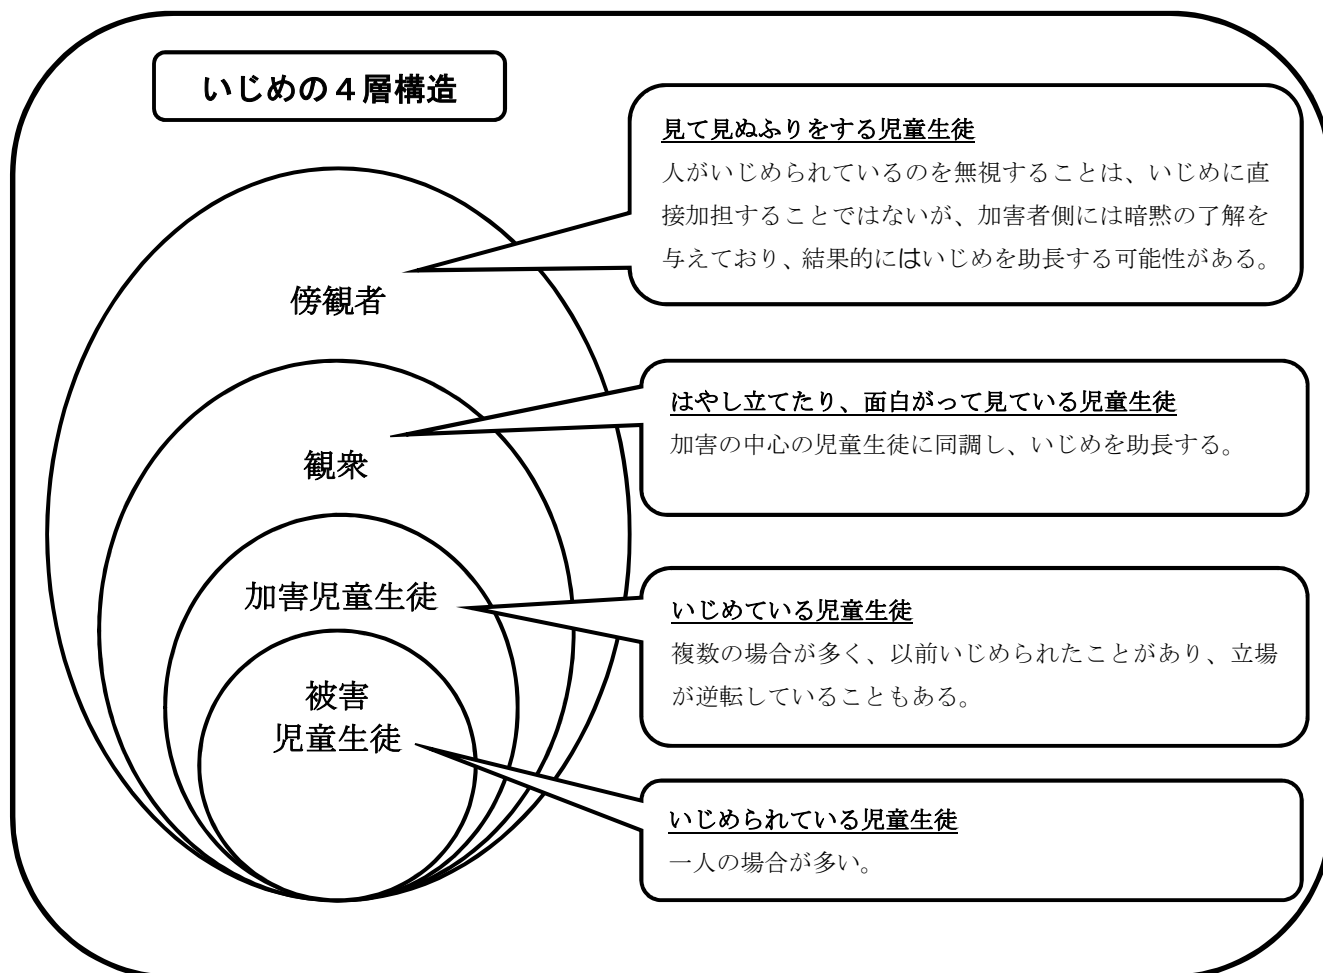 いじめの４層構造
見て見ぬふりをする児童生徒
人がいじめられているのを無視することは、いじめに直
接加担することではないが、加害者側には暗黙の了解を
与えており、結果的にはいじめを助長する可能性がある。
傍観者
はやし立てたり、面白がって見ている児童生徒
加害の中心の児童生徒に同調し、いじめを助長する。
観衆
いじめている児童生徒
複数の場合が多く、以前いじめられたことがあり、立場
が逆転していることもある。
加害児童生徒
被害
児童生徒
いじめられている児童生徒
一人の場合が多い。